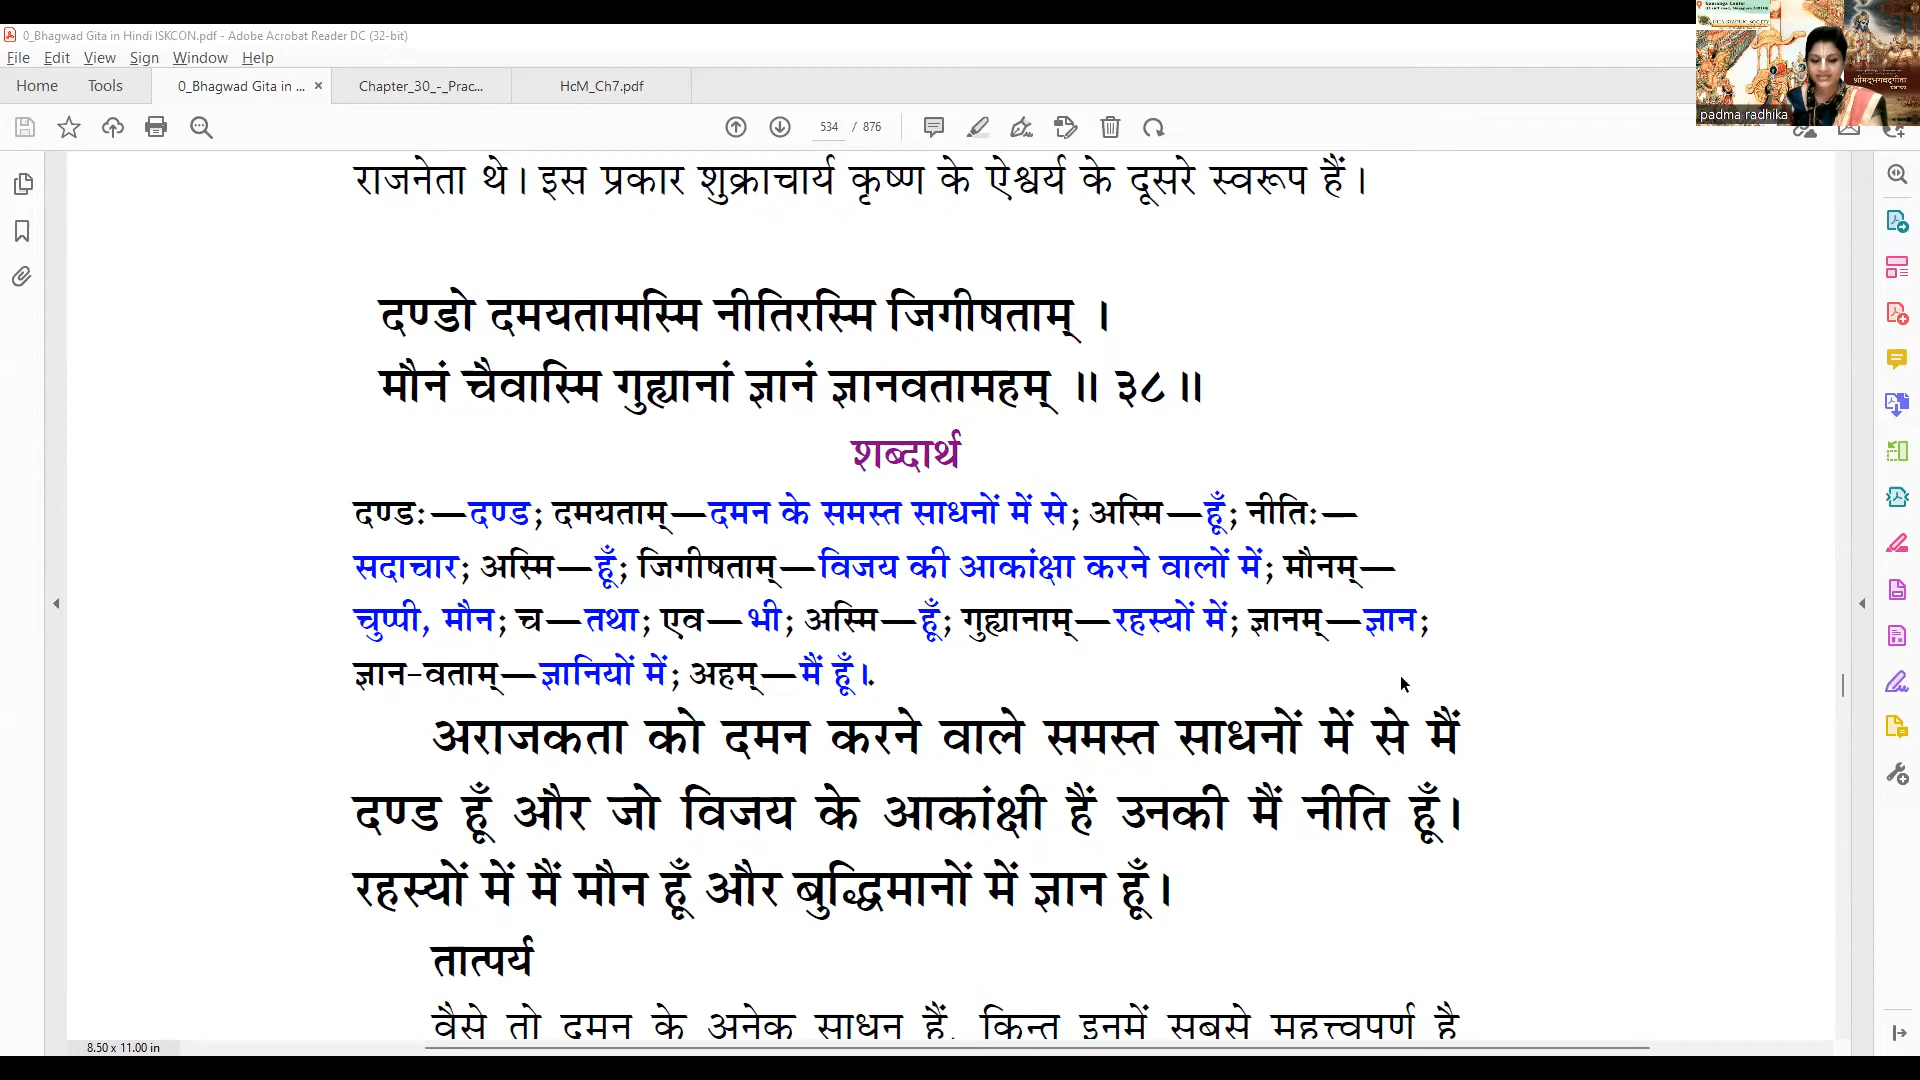 0_Bhagwad Gita in Hindi ISKCON.pdf - Adobe Acrobat Reader DC (32-bit)
File Edit View Sign Window Help
Home Tools 0_Bhagwad Gita in ... × Chapter_30_-_Prac... HcM_Ch7.pdf
534 / 876
padma radhika
श्रीमद्भगवद्गीता
राजनेता थे। इस प्रकार शुक्राचार्य कृष्ण के ऐश्वर्य के दूसरे स्वरूप हैं।
दण्डो दमयतामस्मि नीतिरस्मि जिगीषताम् ।
मौनं चैवास्मि गुह्यानां ज्ञानं ज्ञानवतामहम् ॥ ३८॥
शब्दार्थ
दण्डः—दण्ड; दमयताम्—दमन के समस्त साधनों में से; अस्मि—हूँ; नीतिः—
सदाचार; अस्मि—हूँ; जिगीषताम्—विजय की आकांक्षा करने वालों में; मौनम्—
चुप्पी, मौन; च—तथा; एव—भी; अस्मि—हूँ; गुह्यानाम्—रहस्यों में; ज्ञानम्—ज्ञान;
ज्ञान-वताम्—ज्ञानियों में; अहम्—मैं हूँ।.
अराजकता को दमन करने वाले समस्त साधनों में से मैं
दण्ड हूँ और जो विजय के आकांक्षी हैं उनकी मैं नीति हूँ।
रहस्यों में मैं मौन हूँ और बुद्धिमानों में ज्ञान हूँ।
तात्पर्य
वैसे तो दमन के अनेक साधन हैं, किन्तु इनमें सबसे महत्त्वपूर्ण है
8.50 x 11.00 in